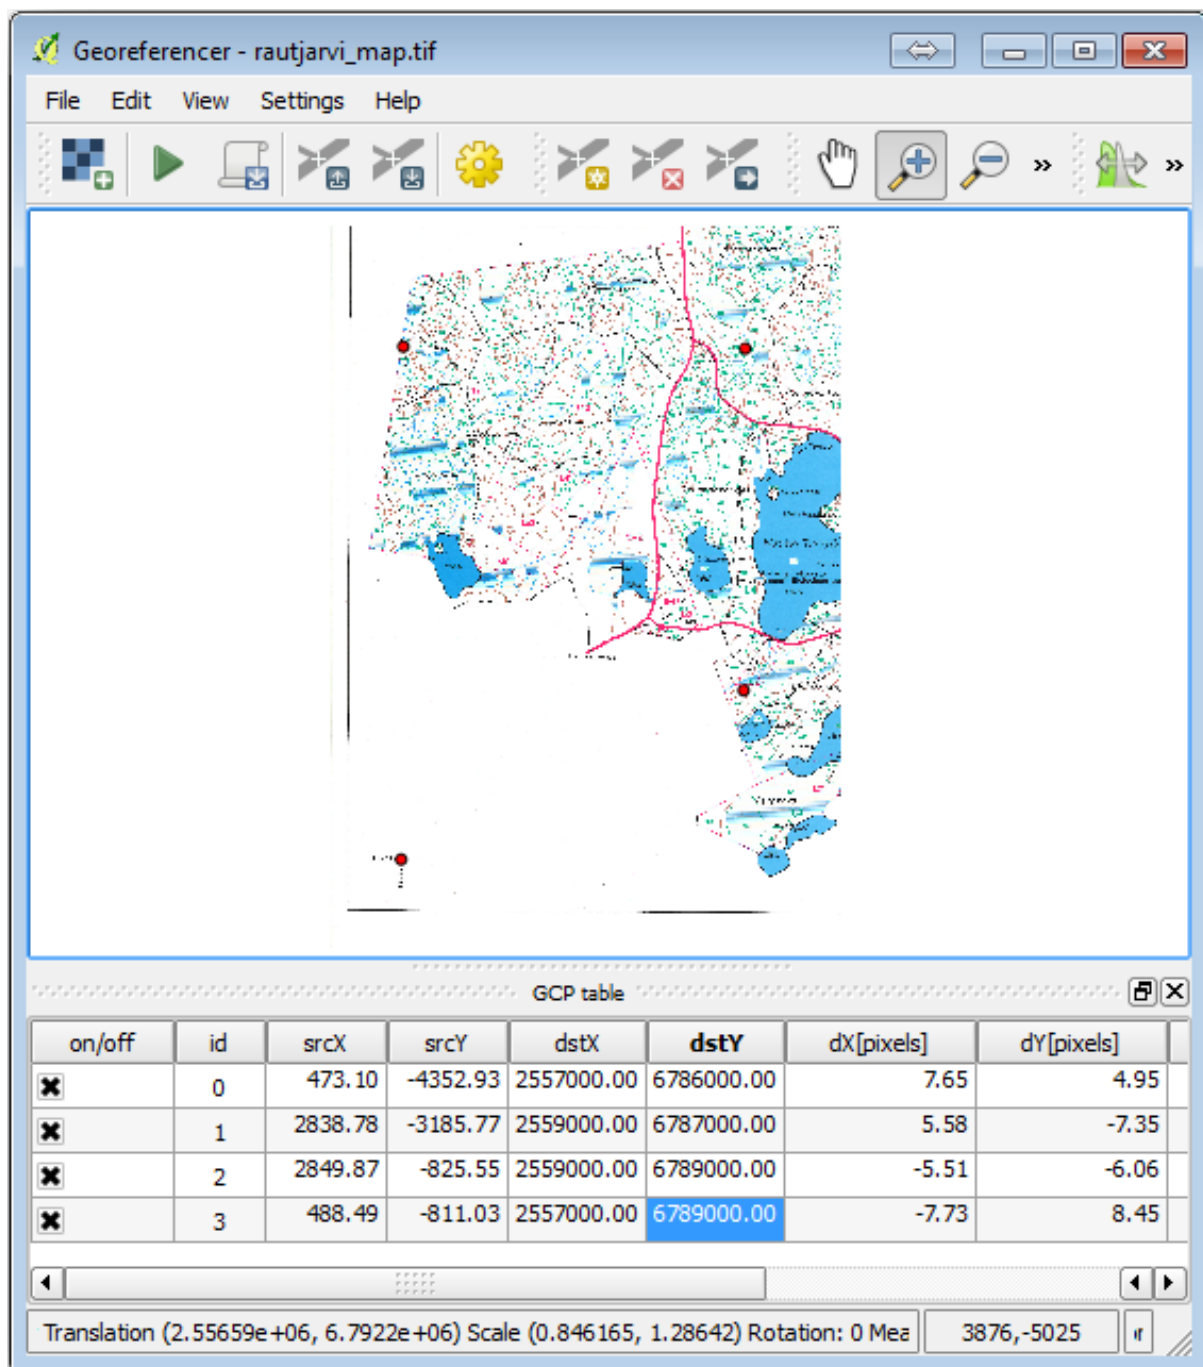 Georeferencer - rautjarvi_map.tif
File Edit View Settings Help
» »
GCP table
on/off id srcX srcY dstX dstY dX[pixels] dY[pixels]
0 473.10 -4352.93 2557000.00 6786000.00 7.65 4.95
1 2838.78 -3185.77 2559000.00 6787000.00 5.58 -7.35
2 2849.87 -825.55 2559000.00 6789000.00 -5.51 -6.06
3 488.49 -811.03 2557000.00 6789000.00 -7.73 8.45
Translation (2.55659e+06, 6.7922e+06) Scale (0.846165, 1.28642) Rotation: 0 Mea 3876,-5025